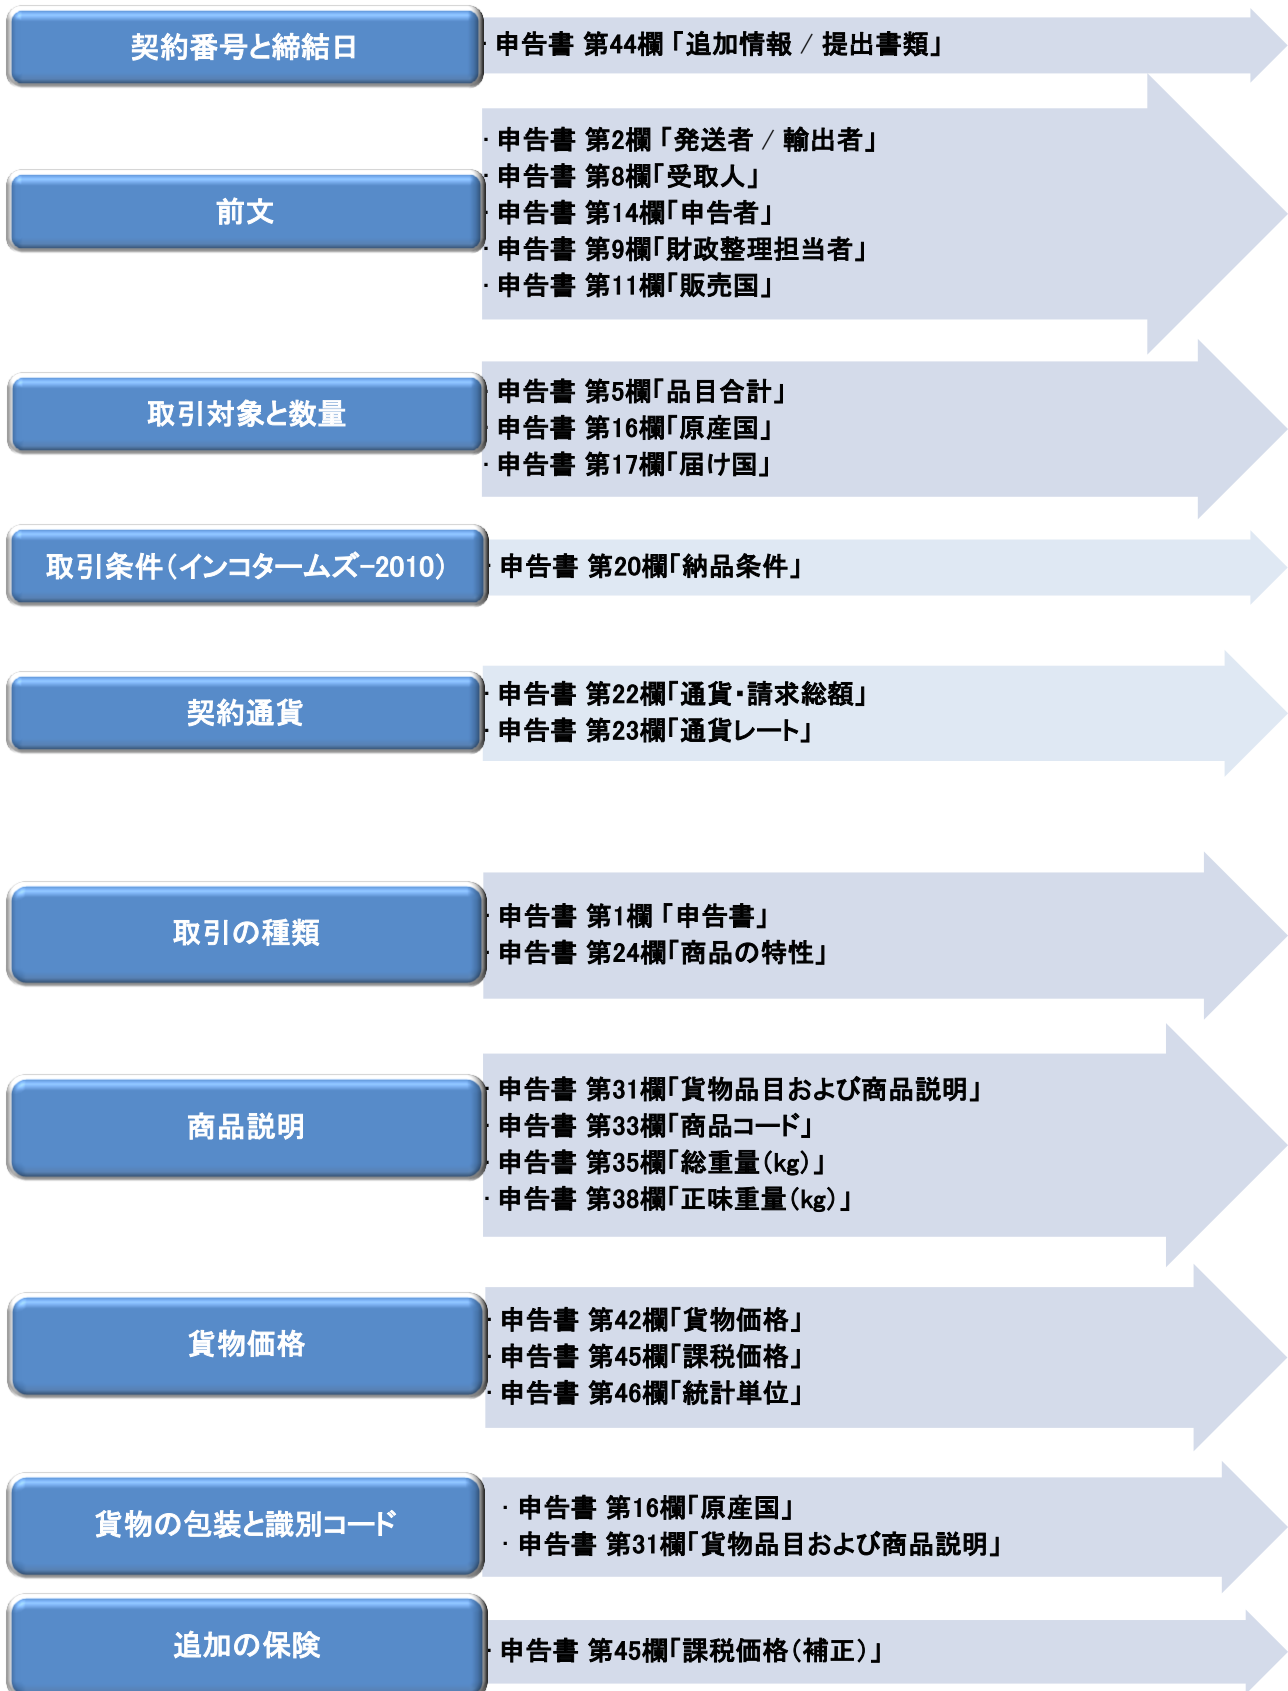 契約番号と締結日
・申告書 第44欄 「追加情報 / 提出書類」
前文
・申告書 第2欄 「発送者 / 輸出者」
・申告書 第8欄「受取人」
・申告書 第14欄「申告者」
・申告書 第9欄「財政整理担当者」
・申告書 第11欄「販売国」
取引対象と数量
・申告書 第5欄「品目合計」
・申告書 第16欄「原産国」
・申告書 第17欄「届け国」
取引条件(インコタームズ-2010)
・申告書 第20欄「納品条件」
契約通貨
・申告書 第22欄「通貨・請求総額」
・申告書 第23欄「通貨レート」
取引の種類
・申告書 第1欄 「申告書」
・申告書 第24欄「商品の特性」
商品説明
・申告書 第31欄「貨物品目および商品説明」
・申告書 第33欄「商品コード」
・申告書 第35欄「総重量(kg)」
・申告書 第38欄「正味重量(kg)」
貨物価格
・申告書 第42欄「貨物価格」
・申告書 第45欄「課税価格」
・申告書 第46欄「統計単位」
貨物の包装と識別コード
・申告書 第16欄「原産国」
・申告書 第31欄「貨物品目および商品説明」
追加の保険
・申告書 第45欄「課税価格(補正)」